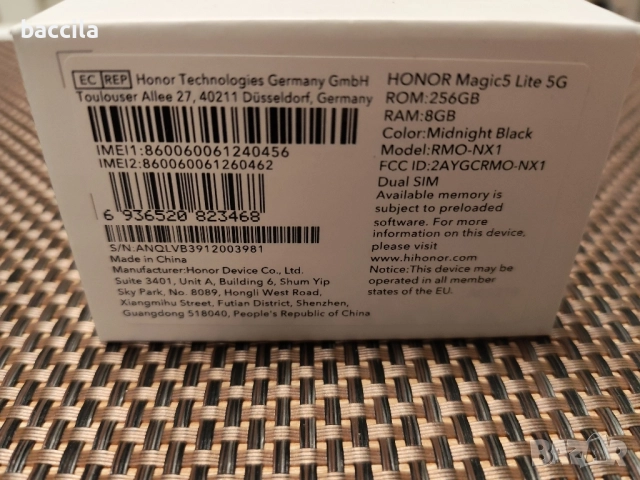 baccila
EC REP Honor Technologies Germany GmbH
Toulouser Allee 27, 40211 Düsseldorf, Germany
IMEI1:860060061240456
IMEI2:860060061260462
6 936520 823468
S/N:ANQLVB3912003981
Made in China
Manufacturer:Honor Device Co., Ltd.
Suite 3401, Unit A, Building 6, Shum Yip
Sky Park, No. 8089, Hongli West Road,
Xiangmihu Street, Futian District, Shenzhen,
Guangdong 518040, People's Republic of China
HONOR Magic5 Lite 5G
ROM:256GB
RAM:8GB
Color:Midnight Black
Model:RMO-NX1
FCC ID:2AYGCRMO-NX1
Dual SIM
Available memory is
subject to preloaded
software. For more
information on this device,
please visit
www.hihonor.com
Notice:This device may be
operated in all member
states of the EU.